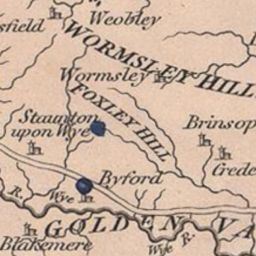 Weobley
sfield
WORMSLEY HILL
Wormsley
FOXLEY HILL
Staunton
upon Wye
Brinsop
Crede
Byford
R.
Wye
GOLDEN VA
Blakemere
Wye R.